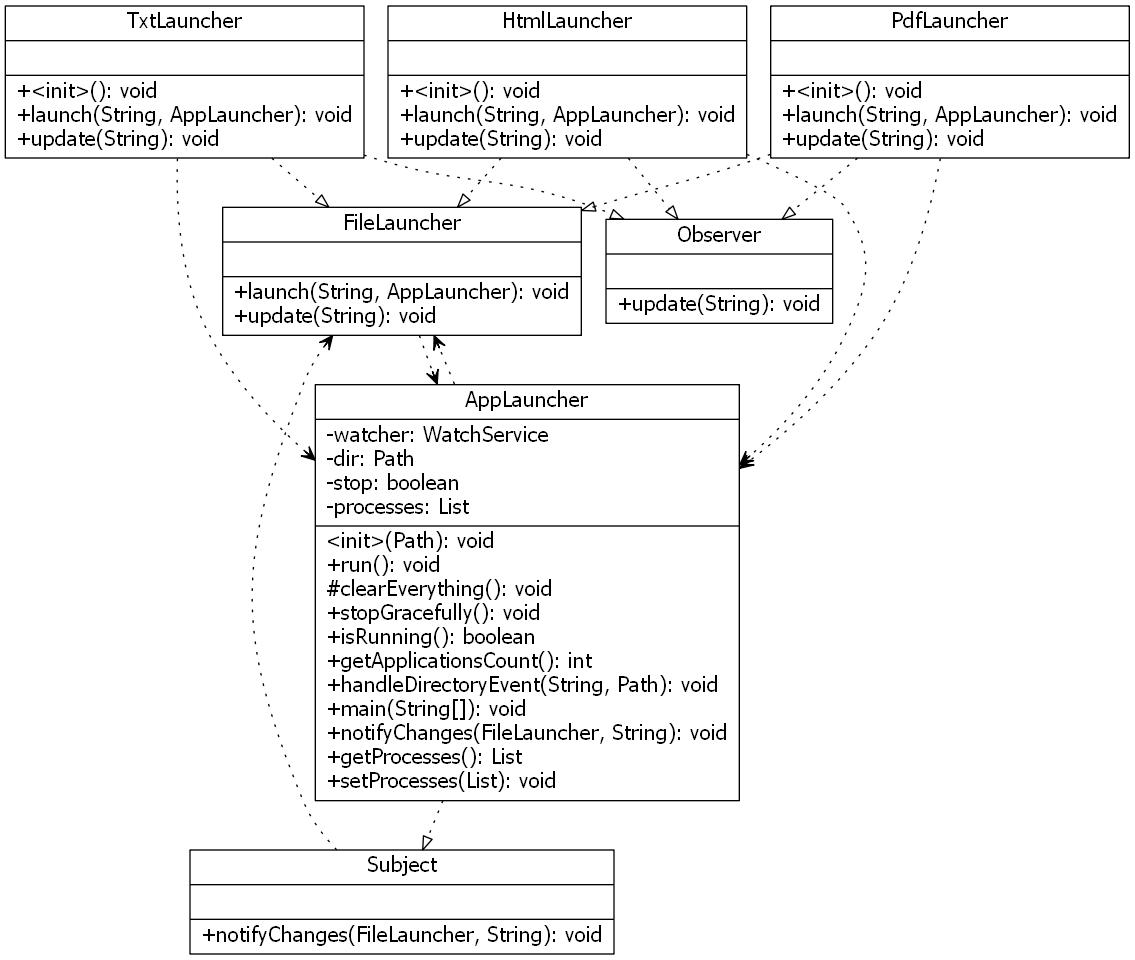 TxtLauncher
+<init>(): void
+launch(String, AppLauncher): void
+update(String): void
HtmlLauncher
+<init>(): void
+launch(String, AppLauncher): void
+update(String): void
PdfLauncher
+<init>(): void
+launch(String, AppLauncher): void
+update(String): void
FileLauncher
+launch(String, AppLauncher): void
+update(String): void
Observer
+update(String): void
AppLauncher
-watcher: WatchService
-dir: Path
-stop: boolean
-processes: List
<init>(Path): void
+run(): void
#clearEverything(): void
+stopGracefully(): void
+isRunning(): boolean
+getApplicationsCount(): int
+handleDirectoryEvent(String, Path): void
+main(String[]): void
+notifyChanges(FileLauncher, String): void
+getProcesses(): List
+setProcesses(List): void
Subject
+notifyChanges(FileLauncher, String): void